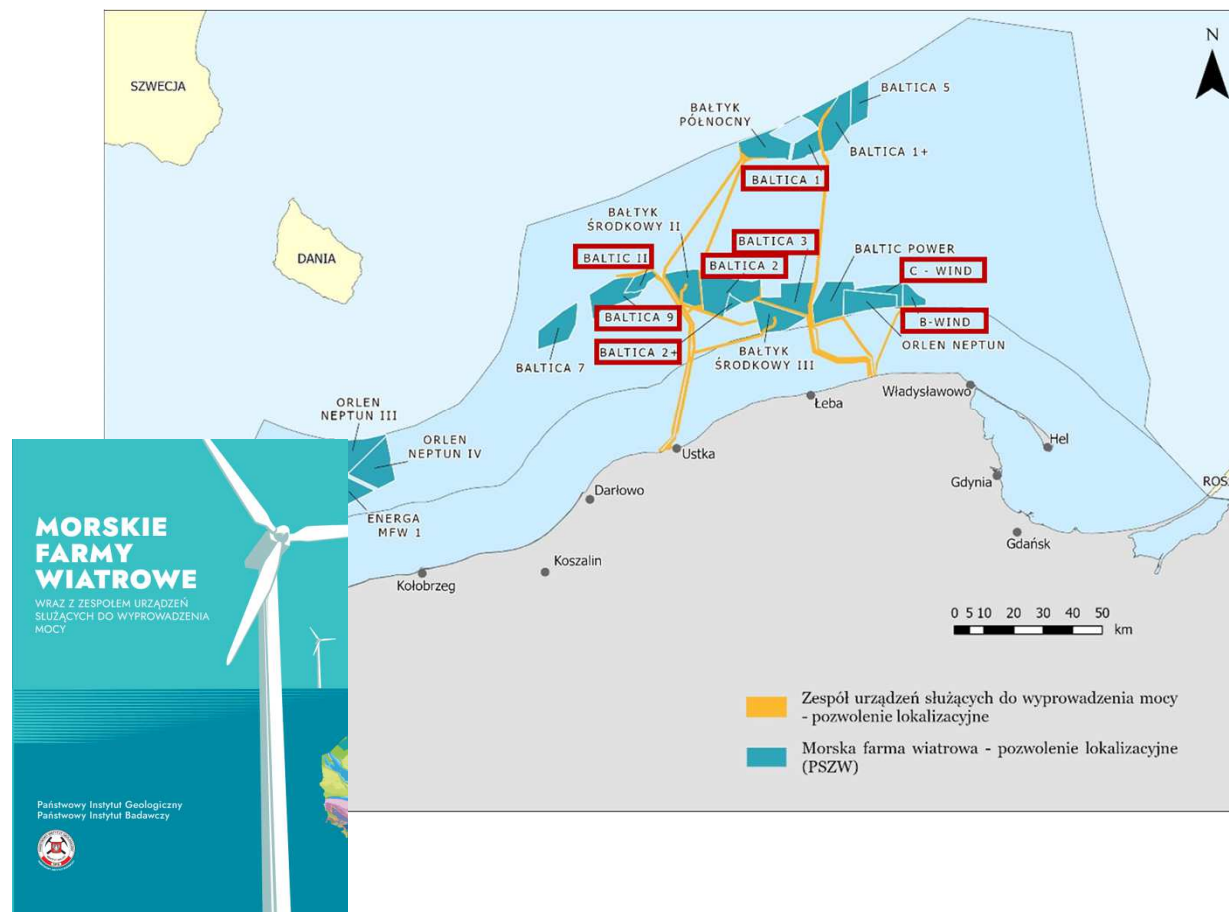 N
SZWECJA
BALTICA 5
BAŁTYK
PÓŁNOCNY
BALTICA 1+
BALTICA 1
BAŁTYK
ŚRODKOWY II
BALTICA 3
BALTIC POWER
DANIA
BALTIC II
BALTICA 2
C - WIND
BALTICA 9
B-WIND
ORLEN NEPTUN
BALTICA 2+
BAŁTYK
ŚRODKOWY III
BALTICA 7
Władysławowo
Łeba
ORLEN
NEPTUN III
ORLEN
NEPTUN IV
Hel
Ustka
Gdynia
Darłowo
ENERGA
MFW 1
Gdańsk
Koszalin
Kołobrzeg
0 5 10 20 30 40 50
km
Zespół urządzeń służących do wyprowadzenia mocy
- pozwolenie lokalizacyjne
Morska farma wiatrowa - pozwolenie lokalizacyjne
(PSZW)
MORSKIE
FARMY
WIATROWE
WRAZ Z ZESPOŁEM URZĄDZEŃ
SŁUŻĄCYCH DO WYPROWADZENIA
MOCY
Państwowy Instytut Geologiczny
Państwowy Instytut Badawczy